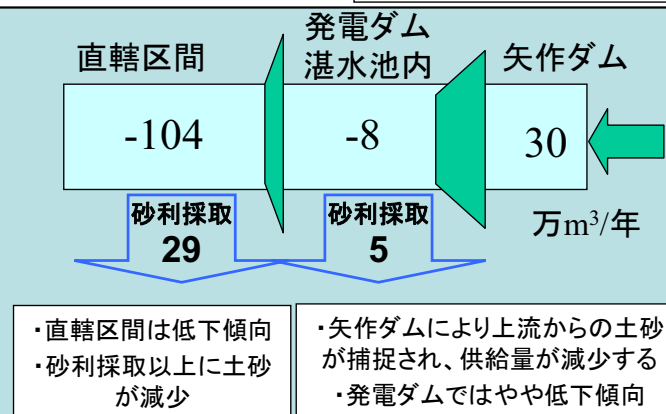 直轄区間
発電ダム
湛水池内
矢作ダム
-104
-8
30
砂利採取
29
砂利採取
5
万m³/年
・直轄区間は低下傾向
・砂利採取以上に土砂
が減少
・矢作ダムにより上流からの土砂
が捕捉され、供給量が減少する
・発電ダムではやや低下傾向